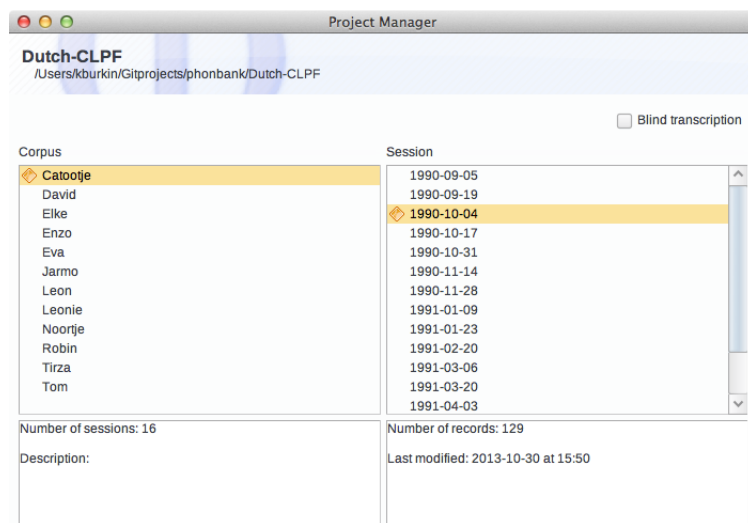 Project Manager
Dutch-CLPF
/Users/kburkin/Gitprojects/phonbank/Dutch-CLPF
Blind transcription
Corpus
Catootje
David
Elke
Enzo
Eva
Jarmo
Leon
Leonie
Noortje
Robin
Tirza
Tom
Number of sessions: 16
Description:
Session
1990-09-05
1990-09-19
1990-10-04
1990-10-17
1990-10-31
1990-11-14
1990-11-28
1991-01-09
1991-01-23
1991-02-20
1991-03-06
1991-03-20
1991-04-03
Number of records: 129
Last modified: 2013-10-30 at 15:50